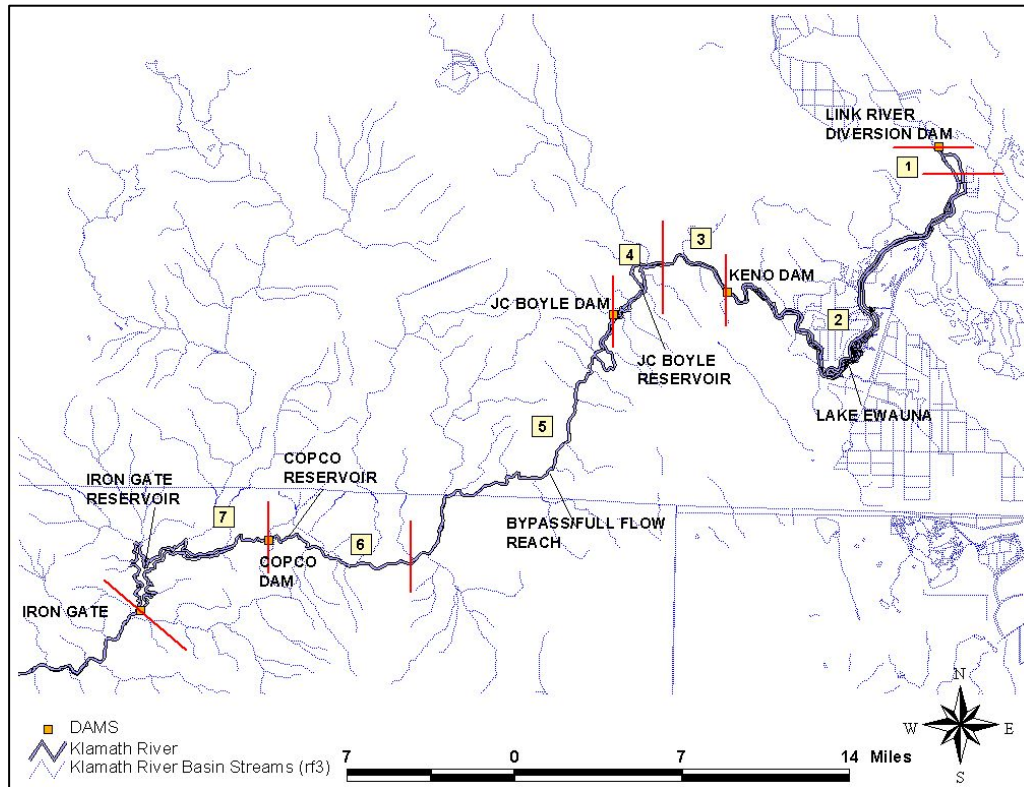 LINK RIVER
DIVERSION DAM
1
3
4
KENO DAM
JC BOYLE DAM
2
JC BOYLE
RESERVOIR
LAKE EWAUNA
5
IRON GATE
RESERVOIR
COPCO
RESERVOIR
7
BYPASS/FULL FLOW
REACH
6
COPCO
DAM
IRON GATE
N
W
E
S
DAMS
Klamath River
Klamath River Basin Streams (rf3)
7 0 7 14 Miles